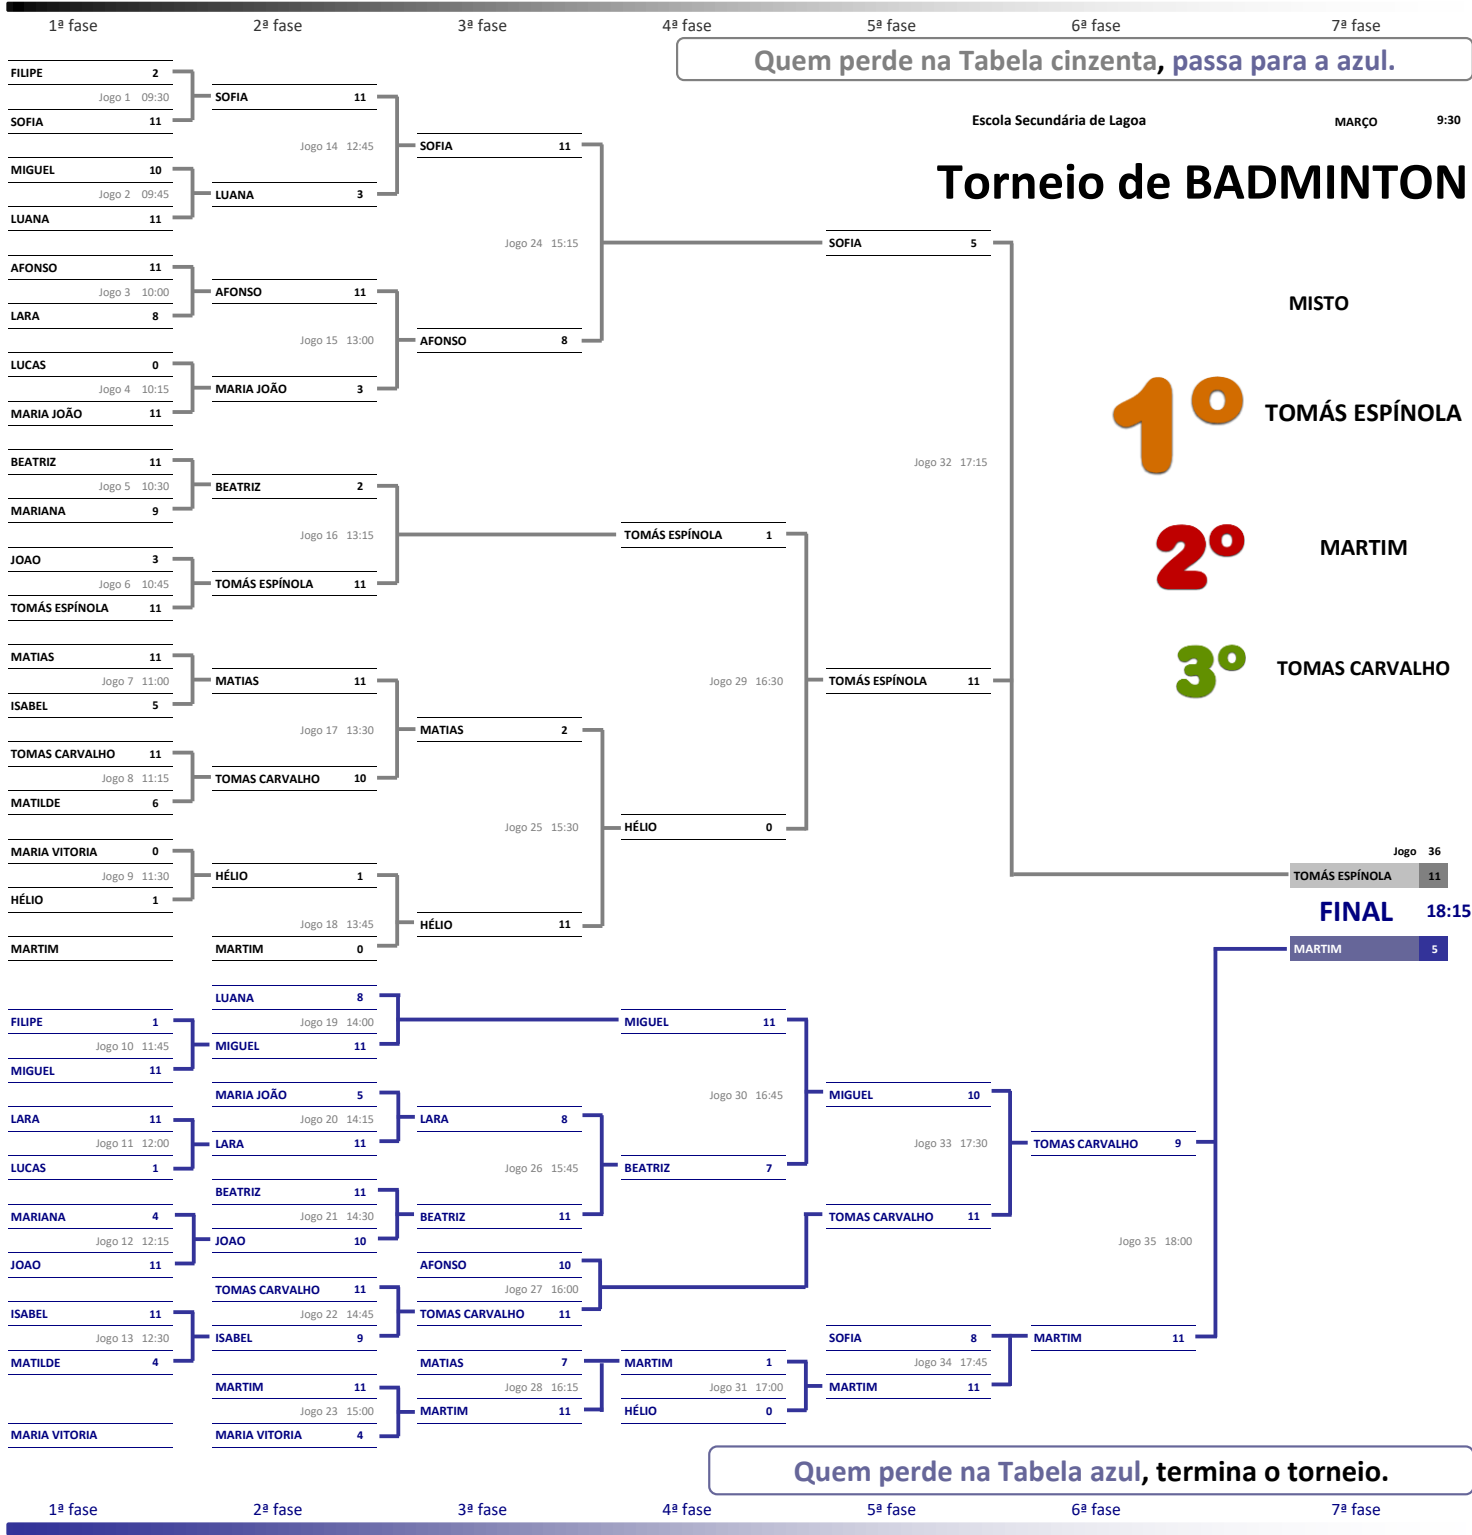 1ª fase 2ª fase 3ª fase 4ª fase 5ª fase 6ª fase 7ª fase
Quem perde na Tabela cinzenta, passa para a azul.
Escola Secundária de Lagoa MARÇO 9:30
Torneio de BADMINTON
MISTO
1º TOMÁS ESPÍNOLA
2º MARTIM
3º TOMAS CARVALHO
FILIPE 2
Jogo 1 09:30
SOFIA 11
MIGUEL 10
Jogo 2 09:45
LUANA 11
AFONSO 11
Jogo 3 10:00
LARA 8
LUCAS 0
Jogo 4 10:15
MARIA JOÃO 11
BEATRIZ 11
Jogo 5 10:30
MARIANA 9
JOAO 3
Jogo 6 10:45
TOMÁS ESPÍNOLA 11
MATIAS 11
Jogo 7 11:00
ISABEL 5
TOMAS CARVALHO 11
Jogo 8 11:15
MATILDE 6
MARIA VITORIA 0
Jogo 9 11:30
HÉLIO 1
MARTIM
SOFIA 11
Jogo 14 12:45
LUANA 3
AFONSO 11
Jogo 15 13:00
MARIA JOÃO 3
BEATRIZ 2
Jogo 16 13:15
TOMÁS ESPÍNOLA 11
MATIAS 11
Jogo 17 13:30
TOMAS CARVALHO 10
HÉLIO 1
Jogo 18 13:45
MARTIM 0
SOFIA 11
Jogo 24 15:15
AFONSO 8
MATIAS 2
Jogo 25 15:30
HÉLIO 11
TOMÁS ESPÍNOLA 1
Jogo 29 16:30
HÉLIO 0
SOFIA 5
Jogo 32 17:15
TOMÁS ESPÍNOLA 11
Jogo 36
TOMÁS ESPÍNOLA 11
FINAL 18:15
MARTIM 5
FILIPE 1
Jogo 10 11:45
MIGUEL 11
LARA 11
Jogo 11 12:00
LUCAS 1
MARIANA 4
Jogo 12 12:15
JOAO 11
ISABEL 11
Jogo 13 12:30
MATILDE 4
MARIA VITORIA
LUANA 8
Jogo 19 14:00
MIGUEL 11
MARIA JOÃO 5
Jogo 20 14:15
LARA 11
BEATRIZ 11
Jogo 21 14:30
JOAO 10
TOMAS CARVALHO 11
Jogo 22 14:45
ISABEL 9
MARTIM 11
Jogo 23 15:00
MARIA VITORIA 4
LARA 8
Jogo 26 15:45
BEATRIZ 11
AFONSO 10
Jogo 27 16:00
TOMAS CARVALHO 11
MATIAS 7
Jogo 28 16:15
MARTIM 11
MIGUEL 11
Jogo 30 16:45
BEATRIZ 7
MARTIM 1
Jogo 31 17:00
HÉLIO 0
MIGUEL 10
Jogo 33 17:30
TOMAS CARVALHO 11
SOFIA 8
Jogo 34 17:45
MARTIM 11
TOMAS CARVALHO 9
Jogo 35 18:00
MARTIM 11
Quem perde na Tabela azul, termina o torneio.
1ª fase 2ª fase 3ª fase 4ª fase 5ª fase 6ª fase 7ª fase